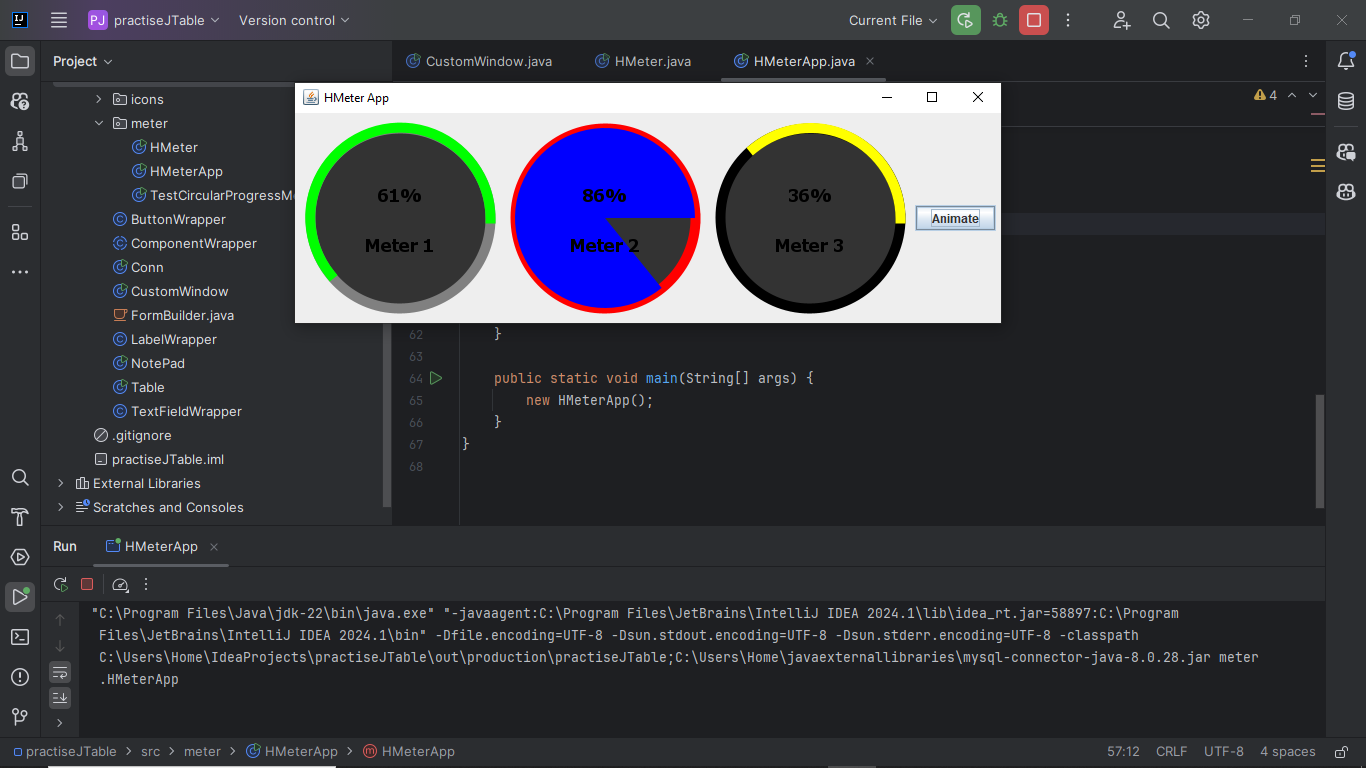 PJ practiseJTable Version control Current File
Project
CustomWindow.java HMeter.java HMeterApp.java
4
HMeter App
61%
Meter 1
86%
Meter 2
36%
Meter 3
Animate
icons
meter
HMeter
HMeterApp
TestCircularProgressM
ButtonWrapper
ComponentWrapper
Conn
CustomWindow
FormBuilder.java
LabelWrapper
NotePad
Table
TextFieldWrapper
.gitignore
practiseJTable.iml
External Libraries
Scratches and Consoles
62 }
63
64 public static void main(String[] args) {
65 new HMeterApp();
66 }
67 }
68
Run HMeterApp
"C:\Program Files\Java\jdk-22\bin\java.exe" "-javaagent:C:\Program Files\JetBrains\IntelliJ IDEA 2024.1\lib\idea_rt.jar=58897:C:\Program
Files\JetBrains\IntelliJ IDEA 2024.1\bin" -Dfile.encoding=UTF-8 -Dsun.stdout.encoding=UTF-8 -Dsun.stderr.encoding=UTF-8 -classpath
C:\Users\Home\IdeaProjects\practiseJTable\out\production\practiseJTable;C:\Users\Home\javaexternallibraries\mysql-connector-java-8.0.28.jar meter
.HMeterApp
practiseJTable > src > meter > HMeterApp > HMeterApp 57:12 CRLF UTF-8 4 spaces